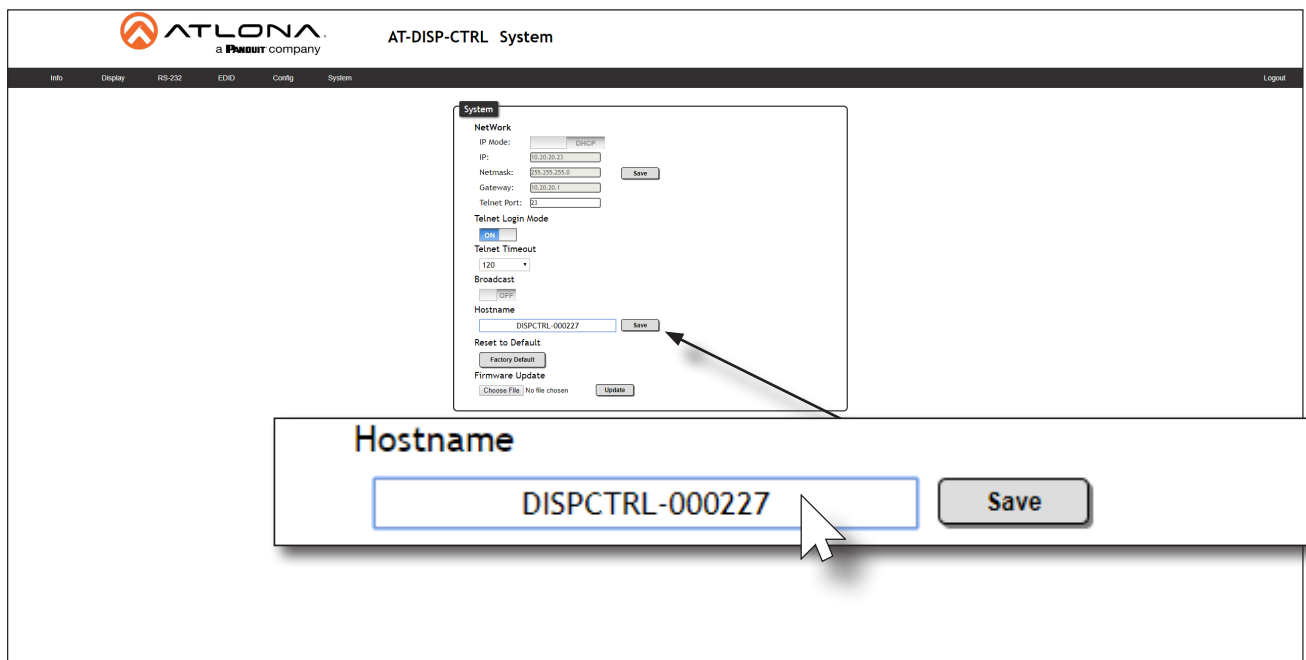 ATLONA.
a PANDUIT company
AT-DISP-CTRL System
Info Display RS-232 EDID Config System Logout
System
NetWork
IP Mode: DHCP
IP: 10.20.20.23
Netmask: 255.255.255.0 Save
Gateway: 10.20.20.1
Telnet Port: 23
Telnet Login Mode
ON
Telnet Timeout
120
Broadcast
OFF
Hostname
DISPCTRL-000227 Save
Reset to Default
Factory Default
Firmware Update
Choose File No file chosen Update
Hostname
DISPCTRL-000227 Save